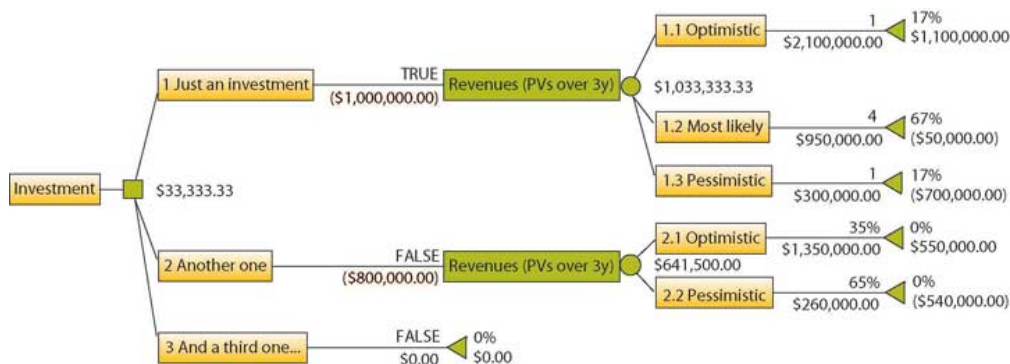 1.1 Optimistic 1 17%
$2,100,000.00 $1,100,000.00
1 Just an investment TRUE Revenues (PVs over 3y) $1,033,333.33
($1,000,000.00)
1.2 Most likely 4 67%
$950,000.00 ($50,000.00)
1.3 Pessimistic 1 17%
$300,000.00 ($700,000.00)
Investment $33,333.33
2.1 Optimistic 35% 0%
$1,350,000.00 $550,000.00
2 Another one FALSE Revenues (PVs over 3y) $641,500.00
($800,000.00)
2.2 Pessimistic 65% 0%
$260,000.00 ($540,000.00)
3 And a third one... FALSE 0%
$0.00 $0.00